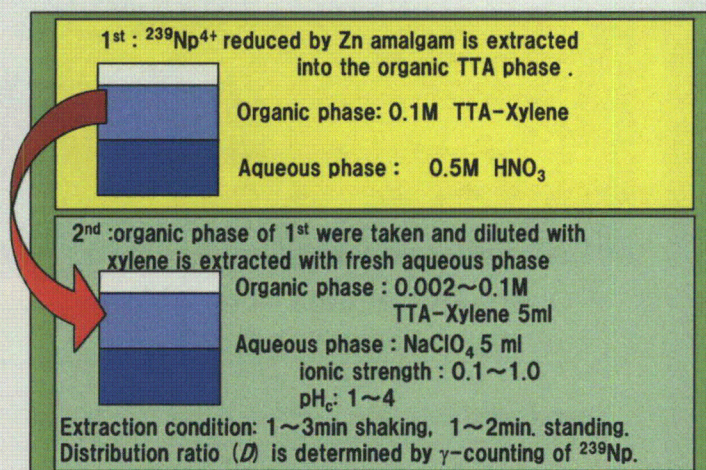 1st : 239Np4+ reduced by Zn amalgam is extracted
into the organic TTA phase .
Organic phase: 0.1M TTA-Xylene
Aqueous phase : 0.5M HNO3
2nd :organic phase of 1st were taken and diluted with
xylene is extracted with fresh aqueous phase
Organic phase : 0.002~0.1M
TTA-Xylene 5ml
Aqueous phase : NaClO4 5 ml
ionic strength : 0.1~1.0
pHc: 1~4
Extraction condition: 1~3min shaking, 1~2min. standing.
Distribution ratio (D) is determined by γ-counting of 239Np.